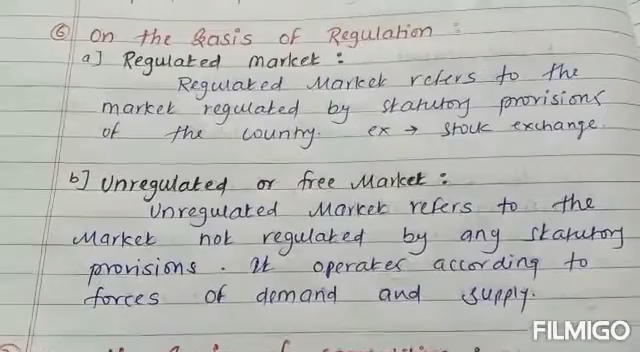 ⑥ On the Basis of Regulation :
a] Regulated market :
Regulated Market refers to the
market regulated by statutory provisions
of the country. ex → stock exchange.
b] Unregulated or free Market :
Unregulated Market refers to the
Market not regulated by any statutory
provisions. It operates according to
forces of demand and supply.
FILMIGO